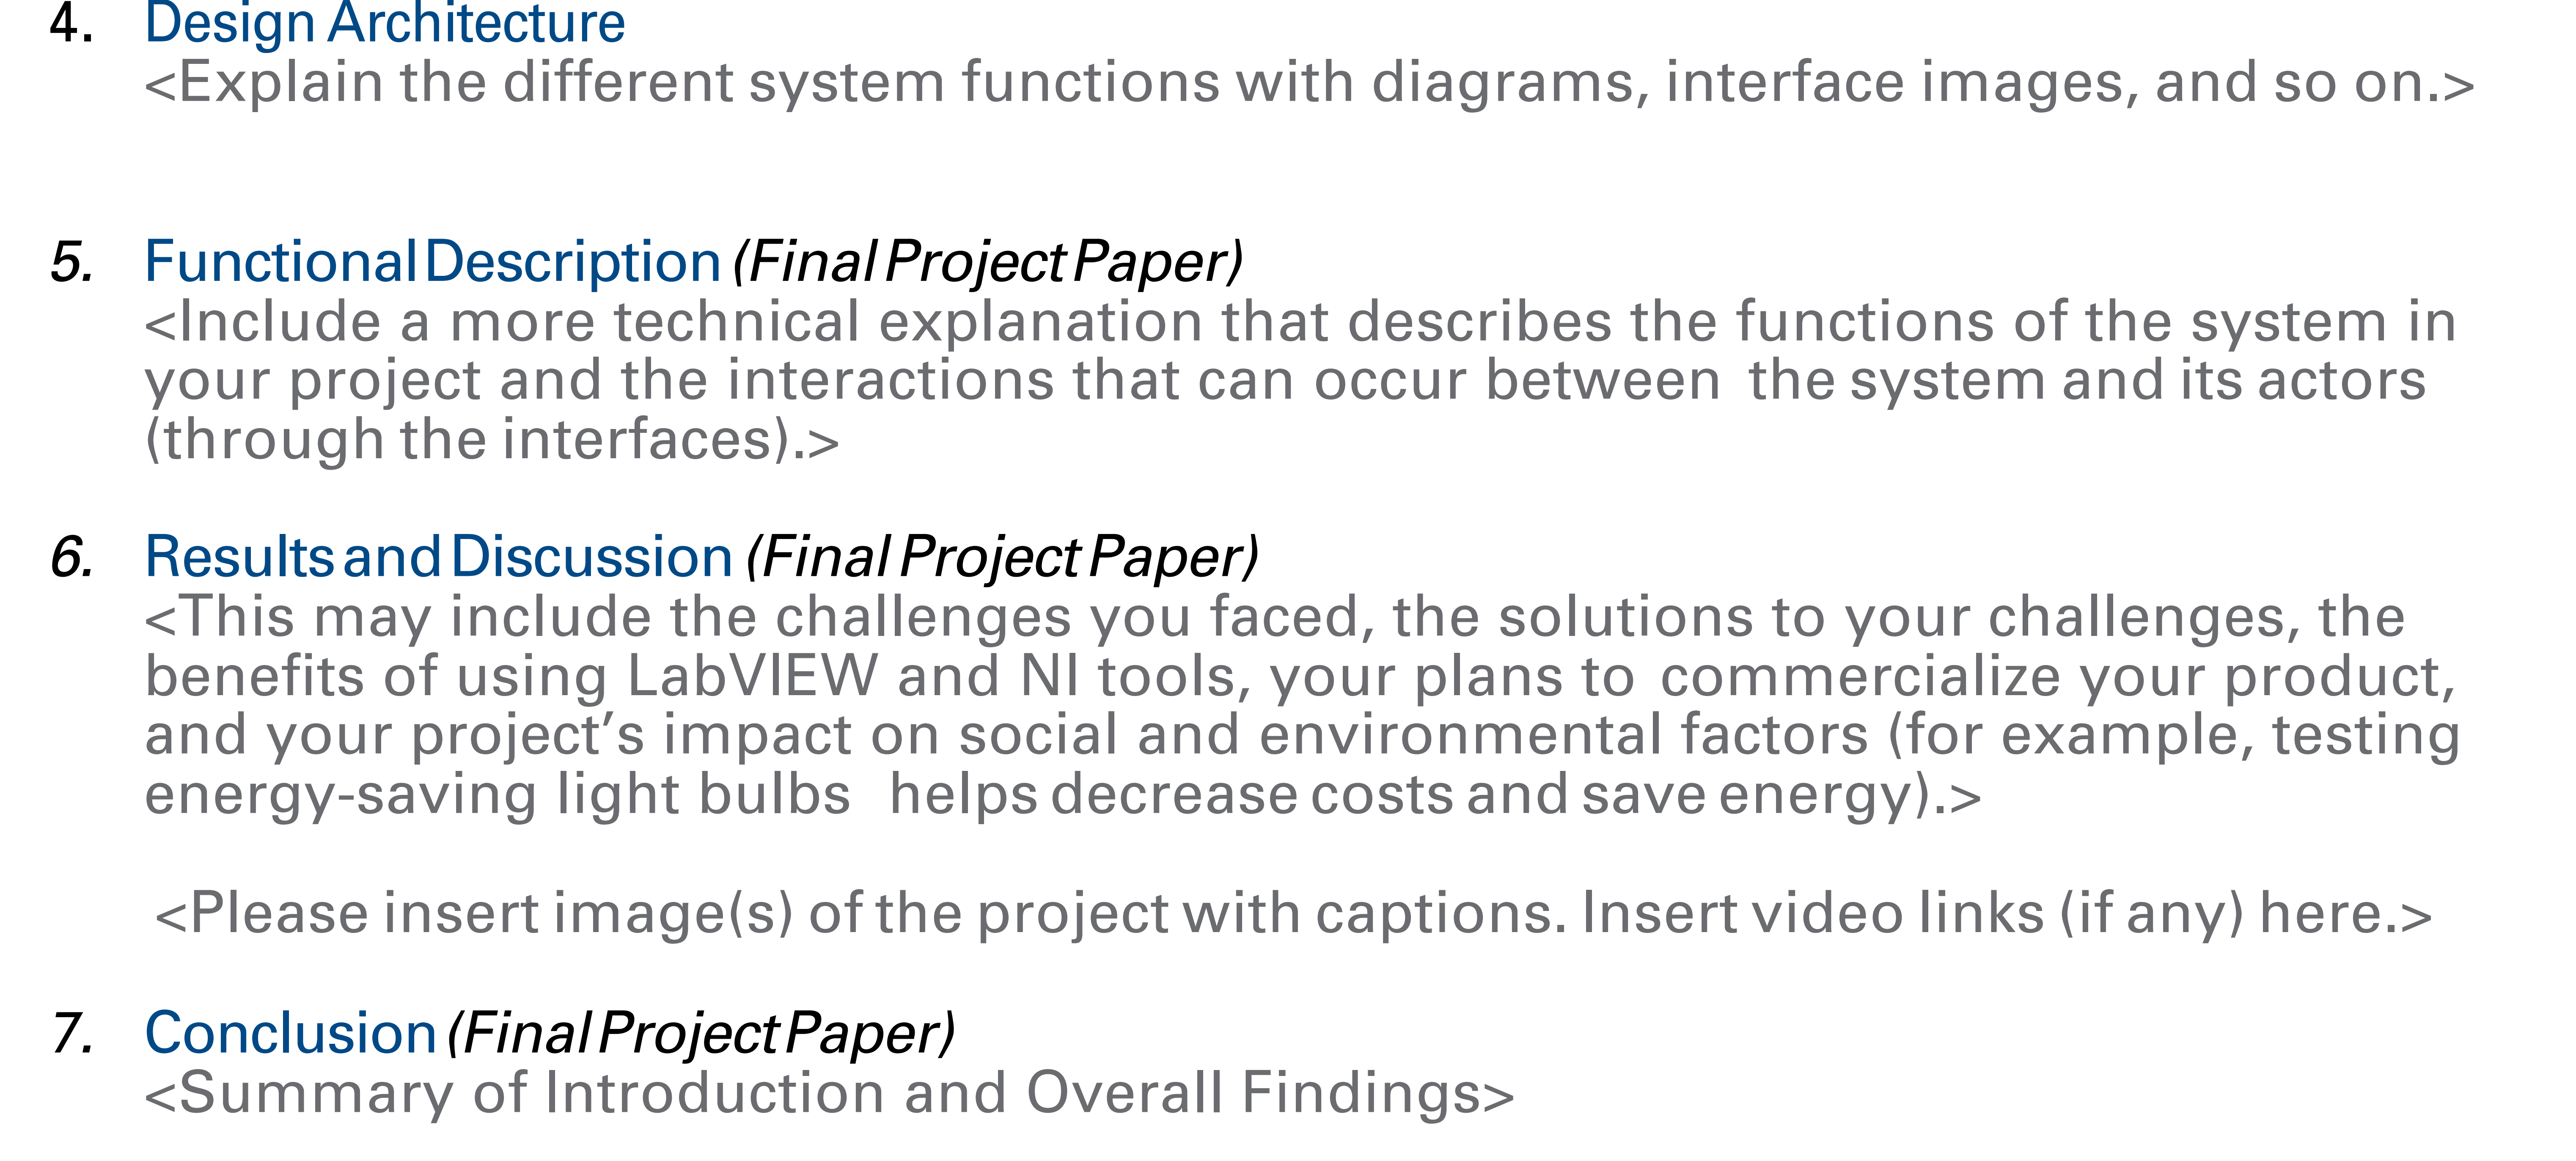 4. Design Architecture
<Explain the different system functions with diagrams, interface images, and so on.>
5. Functional Description (Final Project Paper)
<Include a more technical explanation that describes the functions of the system in
your project and the interactions that can occur between the system and its actors
(through the interfaces).>
6. Results and Discussion (Final Project Paper)
<This may include the challenges you faced, the solutions to your challenges, the
benefits of using LabVIEW and NI tools, your plans to commercialize your product,
and your project’s impact on social and environmental factors (for example, testing
energy-saving light bulbs helps decrease costs and save energy).>
<Please insert image(s) of the project with captions. Insert video links (if any) here.>
7. Conclusion (Final Project Paper)
<Summary of Introduction and Overall Findings>